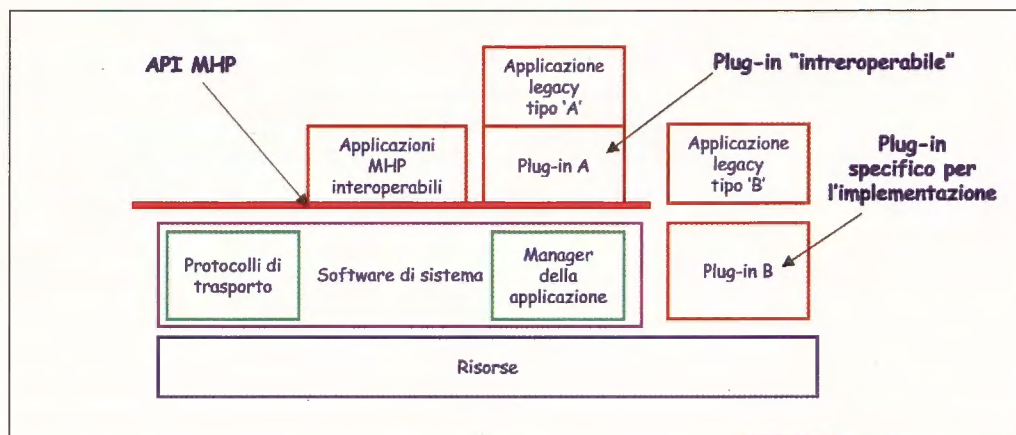 API MHP
Applicazione
legacy
tipo ‘A’
Plug-in “intreroperabile”
Applicazioni
MHP
interoperabili
Plug-in A
Applicazione
legacy
tipo ‘B’
Plug-in
specifico per
l’implementazione
Protocolli di
trasporto
Software di sistema
Manager
della
applicazione
Plug-in B
Risorse